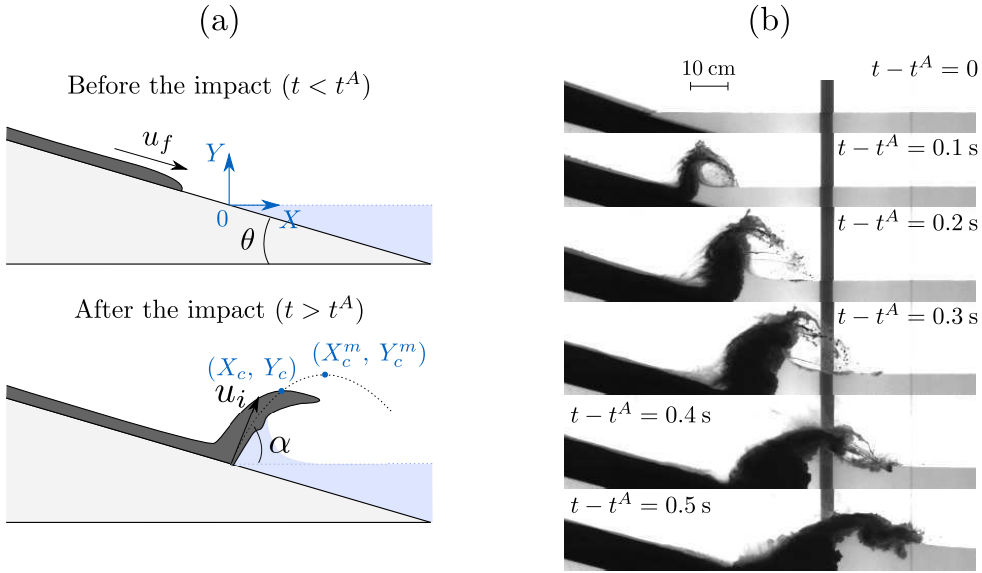 (a)
Before the impact (t < t^A)
u_f
Y
0
X
θ
After the impact (t > t^A)
(X_c^m, Y_c^m)
(X_c, Y_c)
u_i
α
(b)
10 cm
t − t^A = 0
t − t^A = 0.1 s
t − t^A = 0.2 s
t − t^A = 0.3 s
t − t^A = 0.4 s
t − t^A = 0.5 s